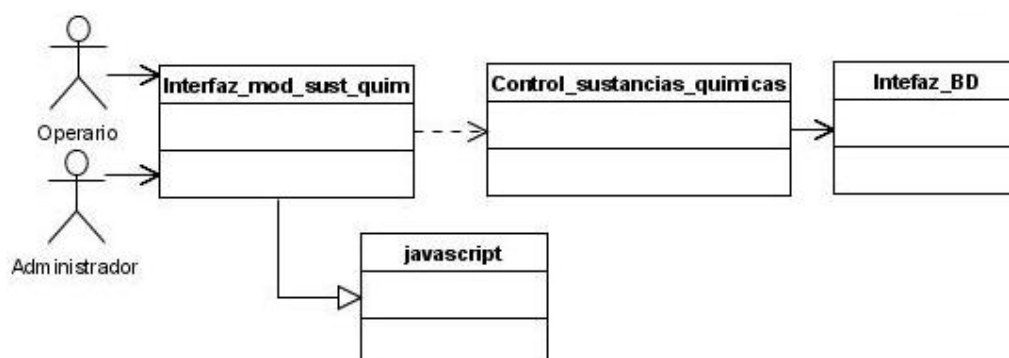 Interfaz_mod_sust_quim
Control_sustancias_quimicas
Intefaz_BD
Operario
Administrador
javascript